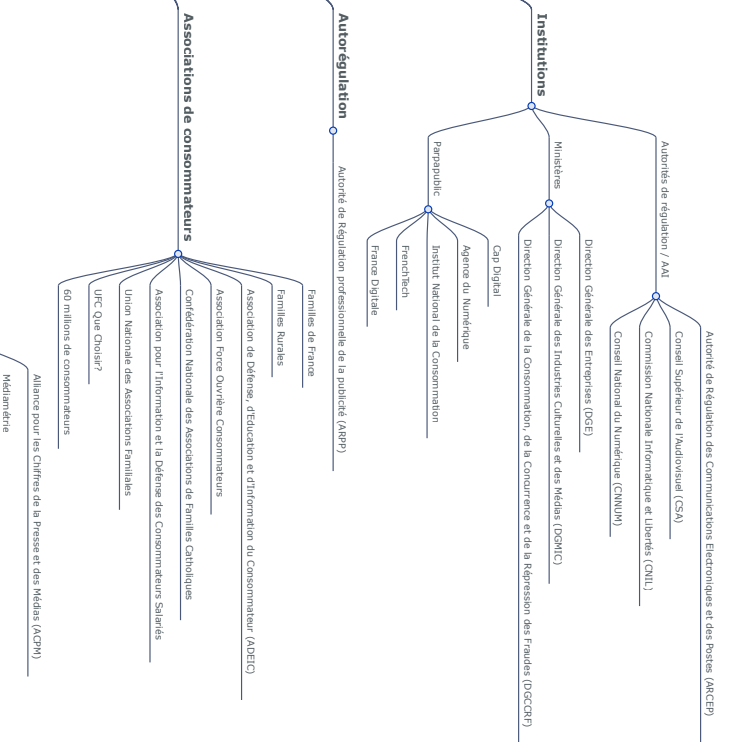 Institutions
Autorités de régulation / AAI
Autorité de Régulation des Communications Electroniques et des Postes (ARCEP)
Conseil Supérieur de l'Audiovisuel (CSA)
Commission Nationale Informatique et Libertés (CNIL)
Conseil National du Numérique (CNNUM)
Ministères
Direction Générale des Entreprises (DGE)
Direction Générale des Industries Culturelles et des Médias (DGMIC)
Direction Générale de la Consommation, de la Concurrence et de la Répression des Fraudes (DGCCRF)
Parpapublic
Cap Digital
Agence du Numérique
Institut National de la Consommation
FrenchTech
France Digitale
Autorégulation
Autorité de Régulation professionnelle de la publicité (ARPP)
Associations de consommateurs
Familles de France
Familles Rurales
Association de Défense, d'Education et d'Information du Consommateur (ADEIC)
Association Force Ouvrière Consommateurs
Confédération Nationale des Associations de Familles Catholiques
Association pour l'Information et la Défense des Consommateurs Salariés
Union Nationale des Associations Familiales
UFC Que Choisir?
60 millions de consommateurs
Alliance pour les Chiffres de la Presse et des Médias (ACPM)
Médiamétrie